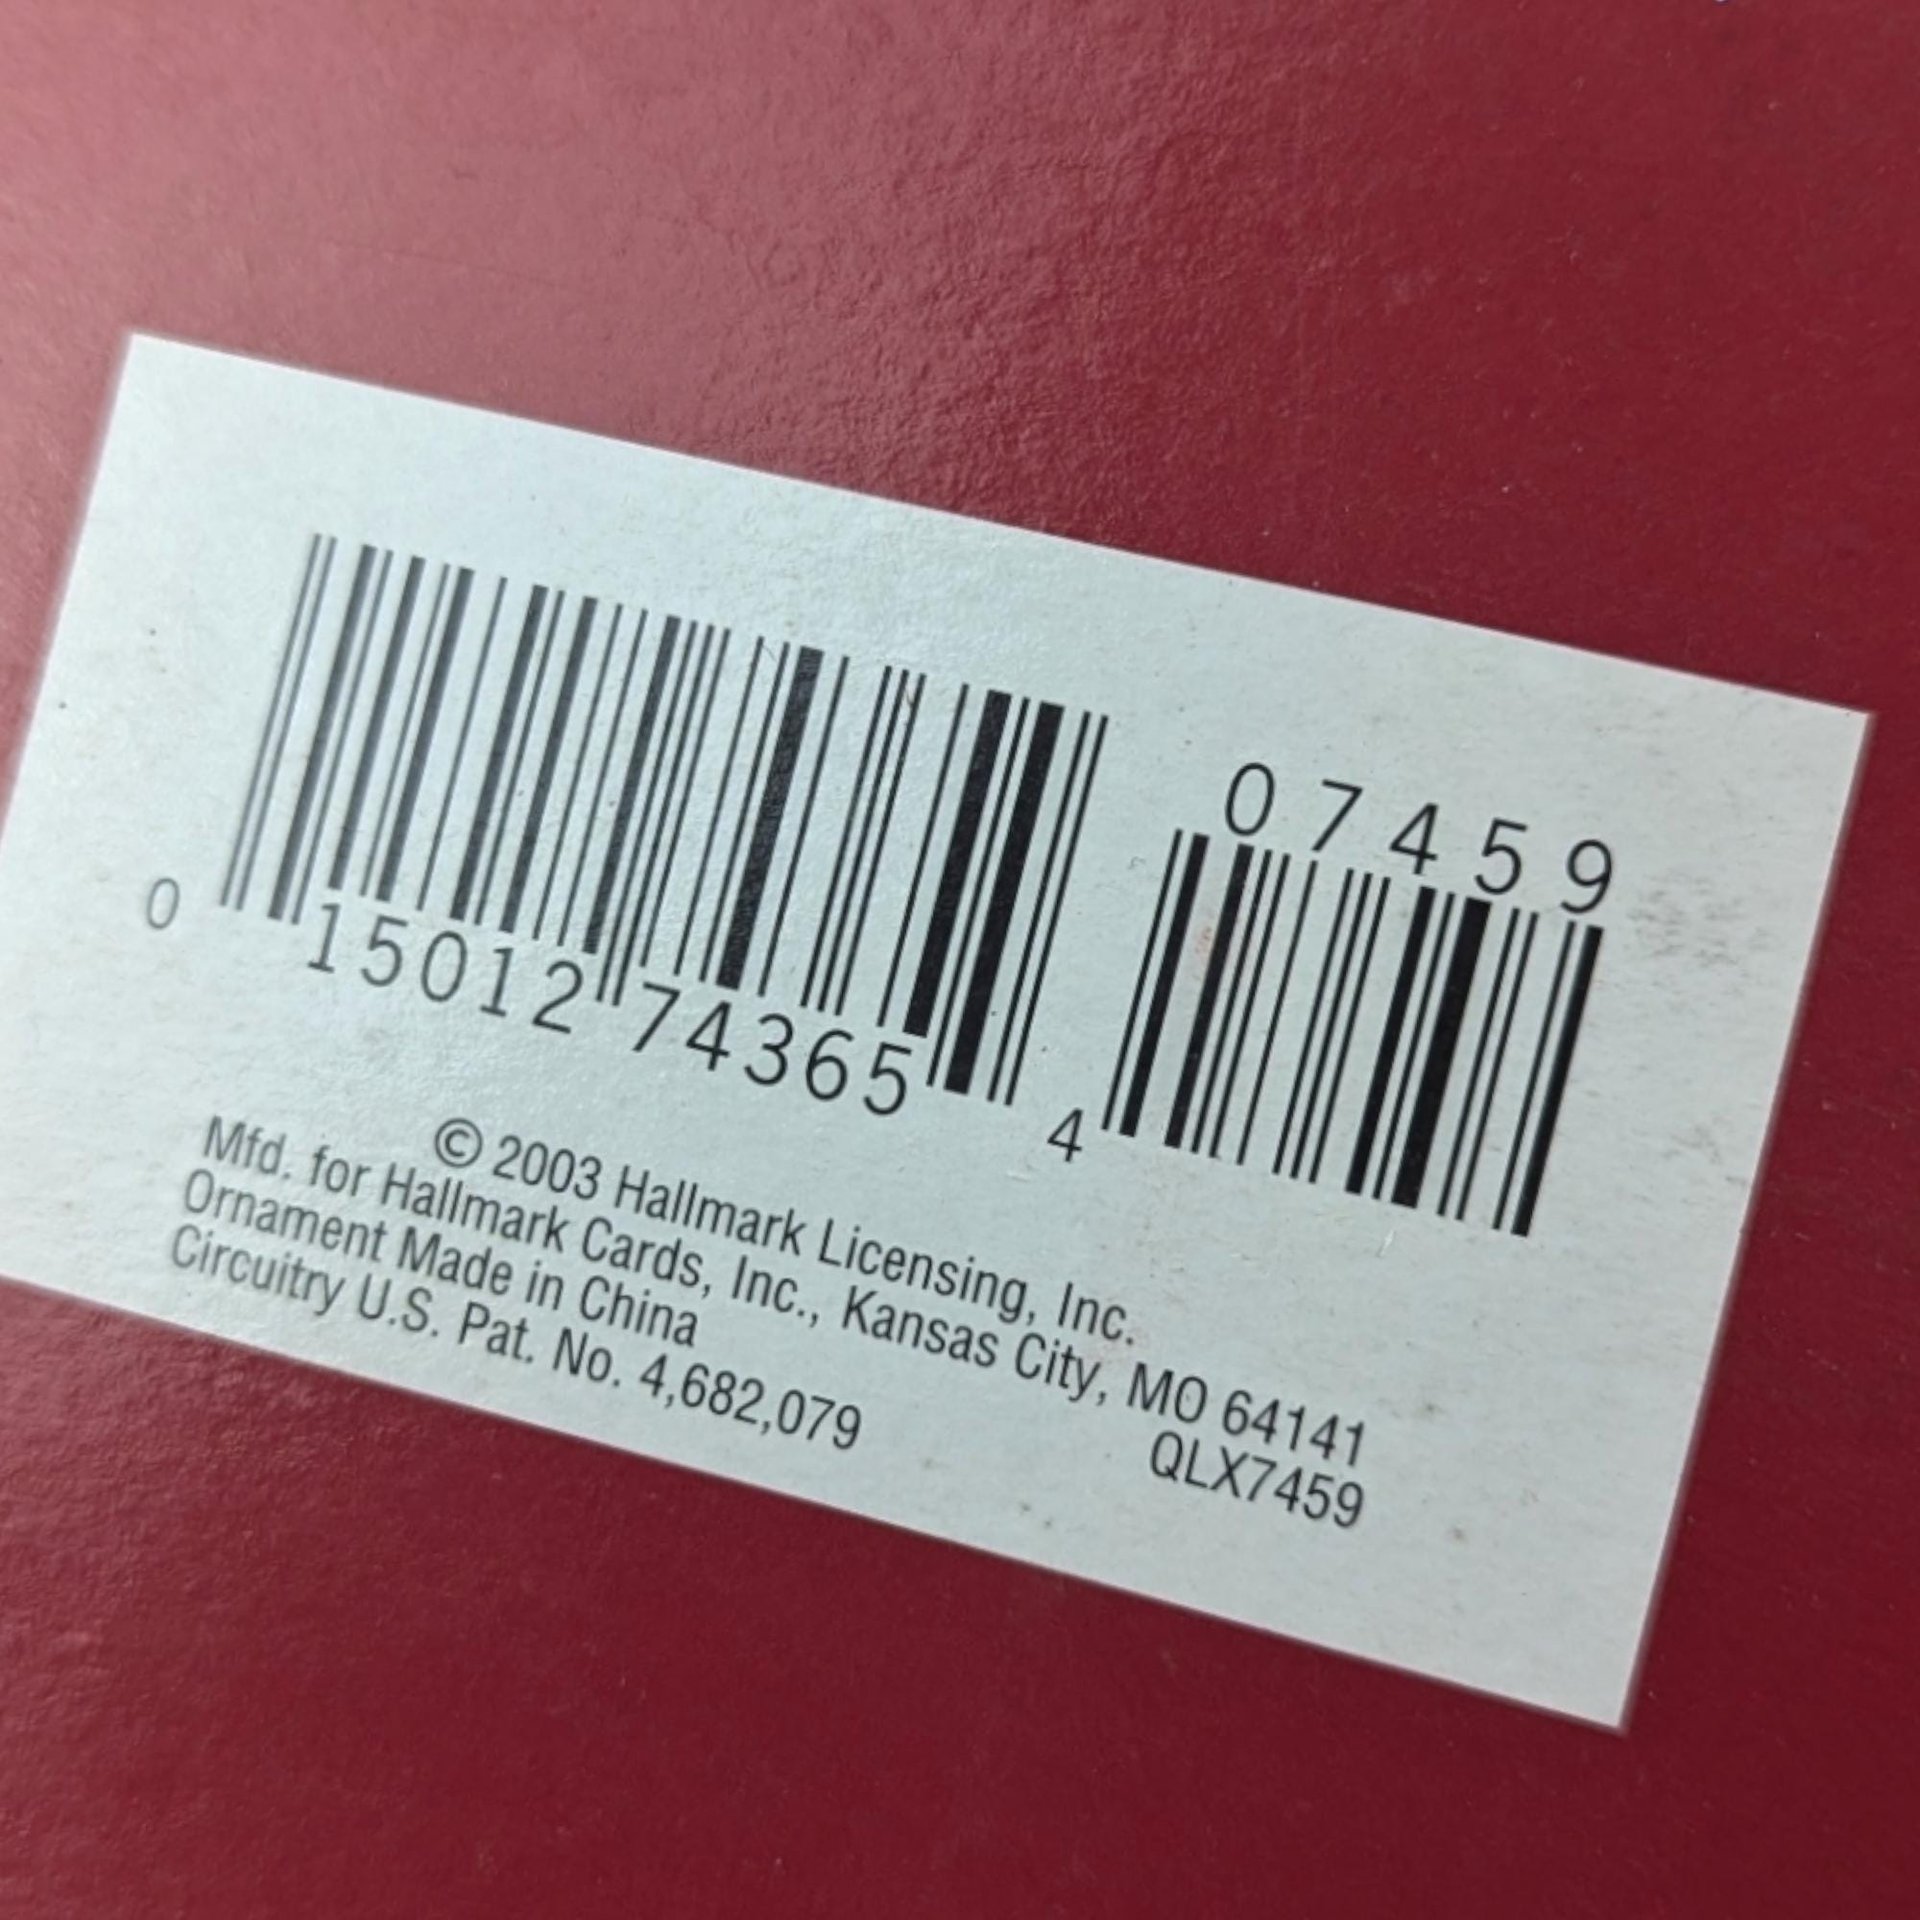 07459
0 15012 74365 4
© 2003 Hallmark Licensing, Inc.
Mfd. for Hallmark Cards, Inc., Kansas City, MO 64141
Ornament Made in China
Circuitry U.S. Pat. No. 4,682,079
QLX7459